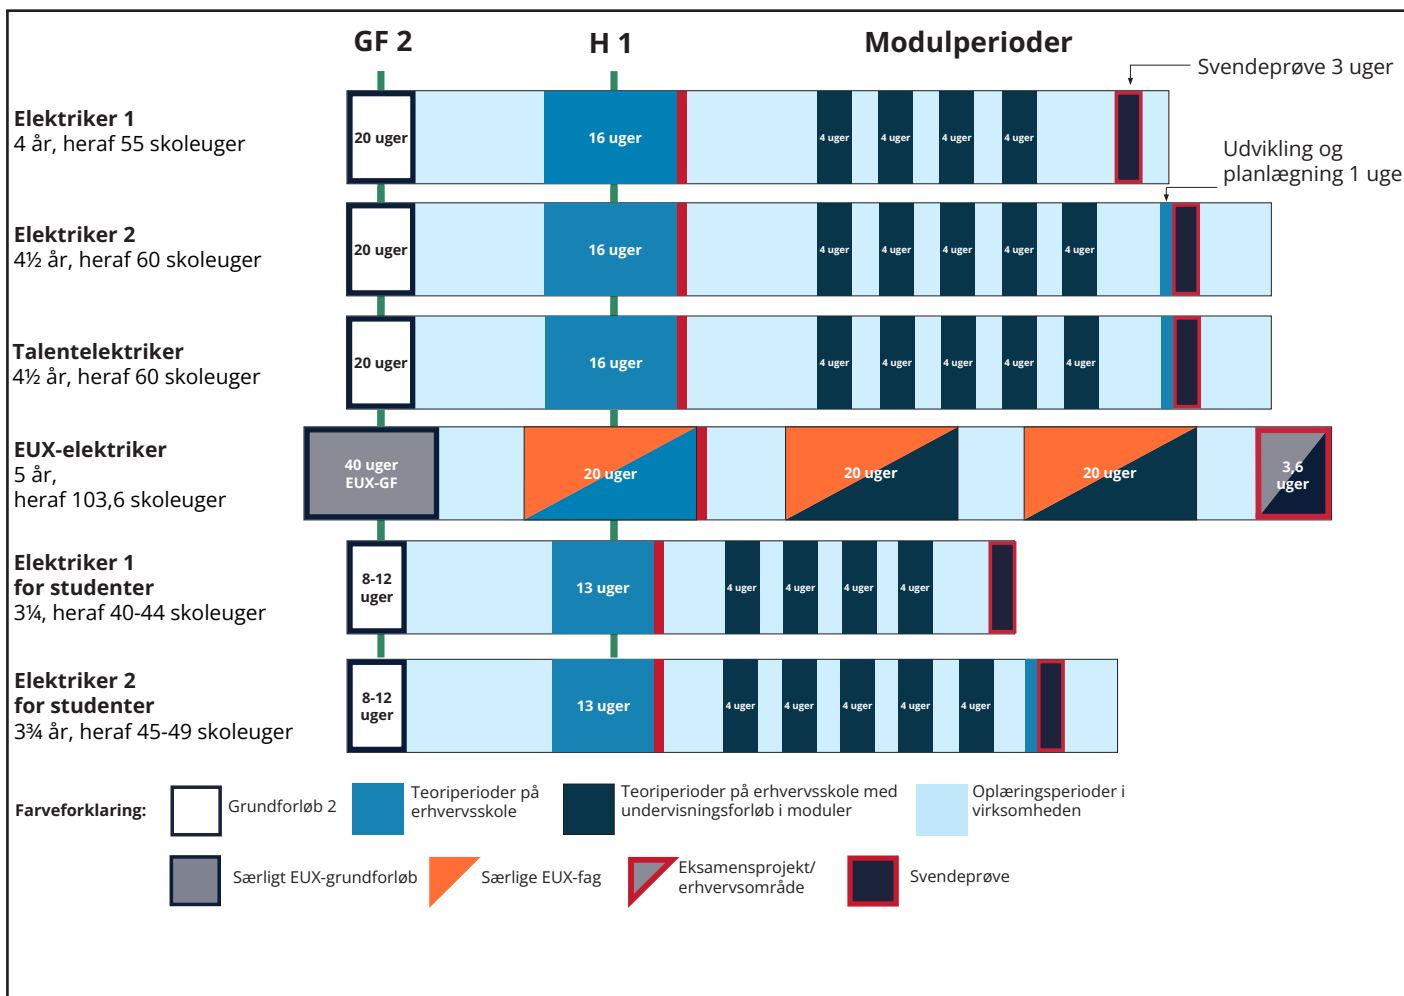 GF 2
H 1
Modulperioder
Svendeprøve 3 uger
Elektriker 1
4 år, heraf 55 skoleuger
20 uger
16 uger
4 uger
4 uger
4 uger
4 uger
Udvikling og
planlægning 1 uge
Elektriker 2
4½ år, heraf 60 skoleuger
20 uger
16 uger
4 uger
4 uger
4 uger
4 uger
4 uger
Talentelektriker
4½ år, heraf 60 skoleuger
20 uger
16 uger
4 uger
4 uger
4 uger
4 uger
4 uger
EUX-elektriker
5 år,
heraf 103,6 skoleuger
40 uger
EUX-GF
20 uger
20 uger
20 uger
3,6
uger
Elektriker 1
for studenter
3¼, heraf 40-44 skoleuger
8-12
uger
13 uger
4 uger
4 uger
4 uger
4 uger
Elektriker 2
for studenter
3¾ år, heraf 45-49 skoleuger
8-12
uger
13 uger
4 uger
4 uger
4 uger
4 uger
4 uger
Farveforklaring:
Grundforløb 2
Teoriperioder på
erhvervsskole
Teoriperioder på erhvervsskole med
undervisningsforløb i moduler
Oplæringsperioder i
virksomheden
Særligt EUX-grundforløb
Særlige EUX-fag
Eksamensprojekt/
erhvervsområde
Svendeprøve